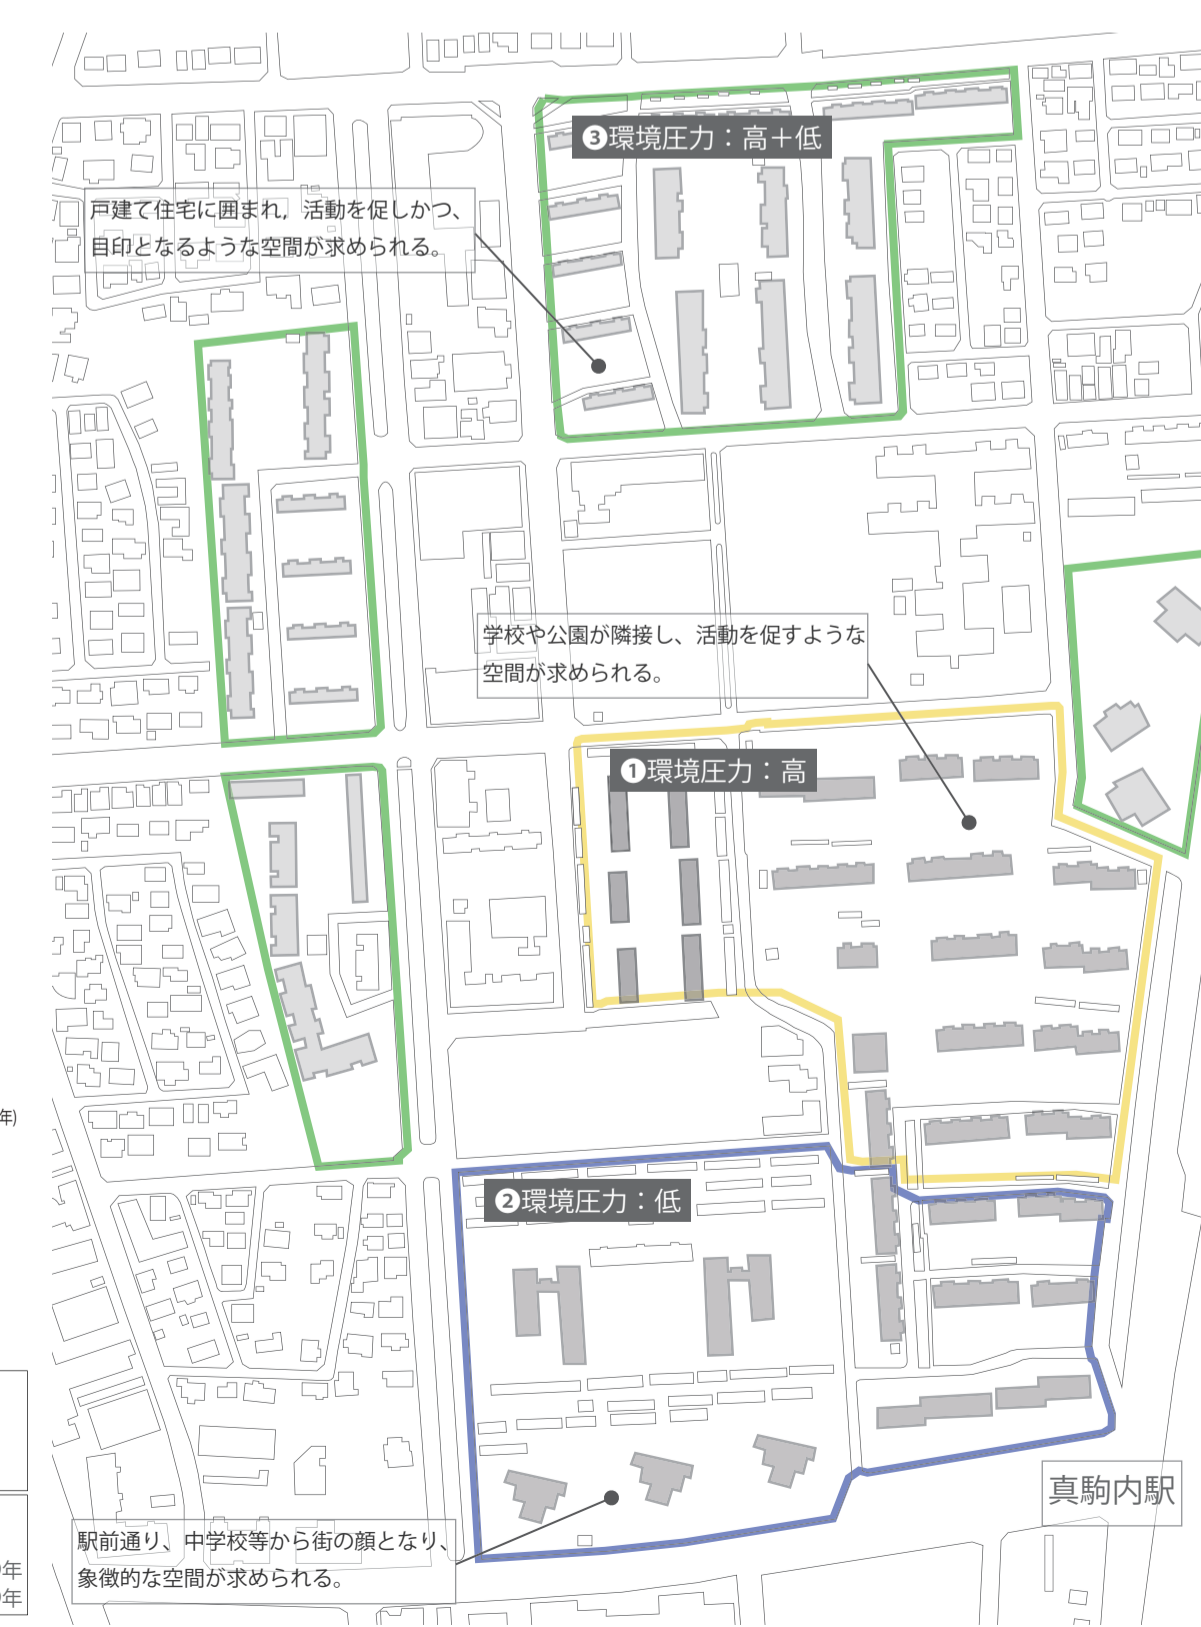 ❸環境圧力：高＋低
戸建て住宅に囲まれ，活動を促しかつ、
目印となるような空間が求められる。
学校や公園が隣接し、活動を促すような
空間が求められる。
❶環境圧力：高
年)
❷環境圧力：低
真駒内駅
駅前通り、中学校等から街の顔となり、
象徴的な空間が求められる。
年
年